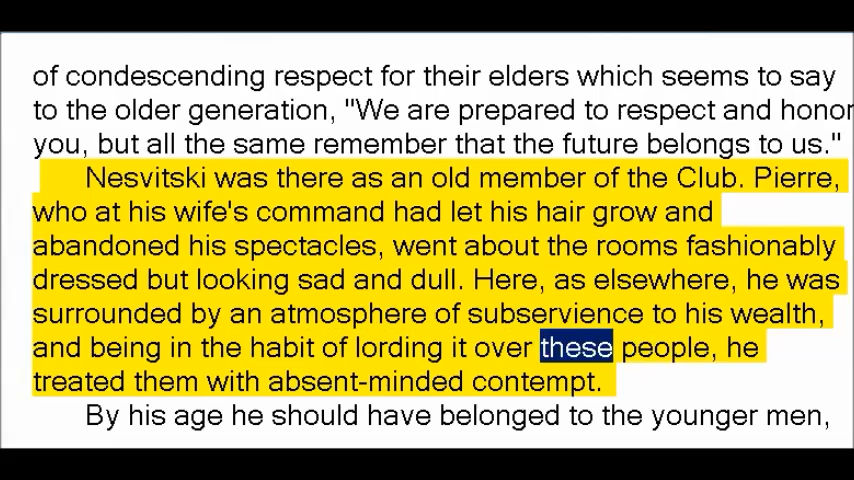 of condescending respect for their elders which seems to say
to the older generation, "We are prepared to respect and honor
you, but all the same remember that the future belongs to us."
Nesvitski was there as an old member of the Club. Pierre,
who at his wife's command had let his hair grow and
abandoned his spectacles, went about the rooms fashionably
dressed but looking sad and dull. Here, as elsewhere, he was
surrounded by an atmosphere of subservience to his wealth,
and being in the habit of lording it over these people, he
treated them with absent-minded contempt.
By his age he should have belonged to the younger men,